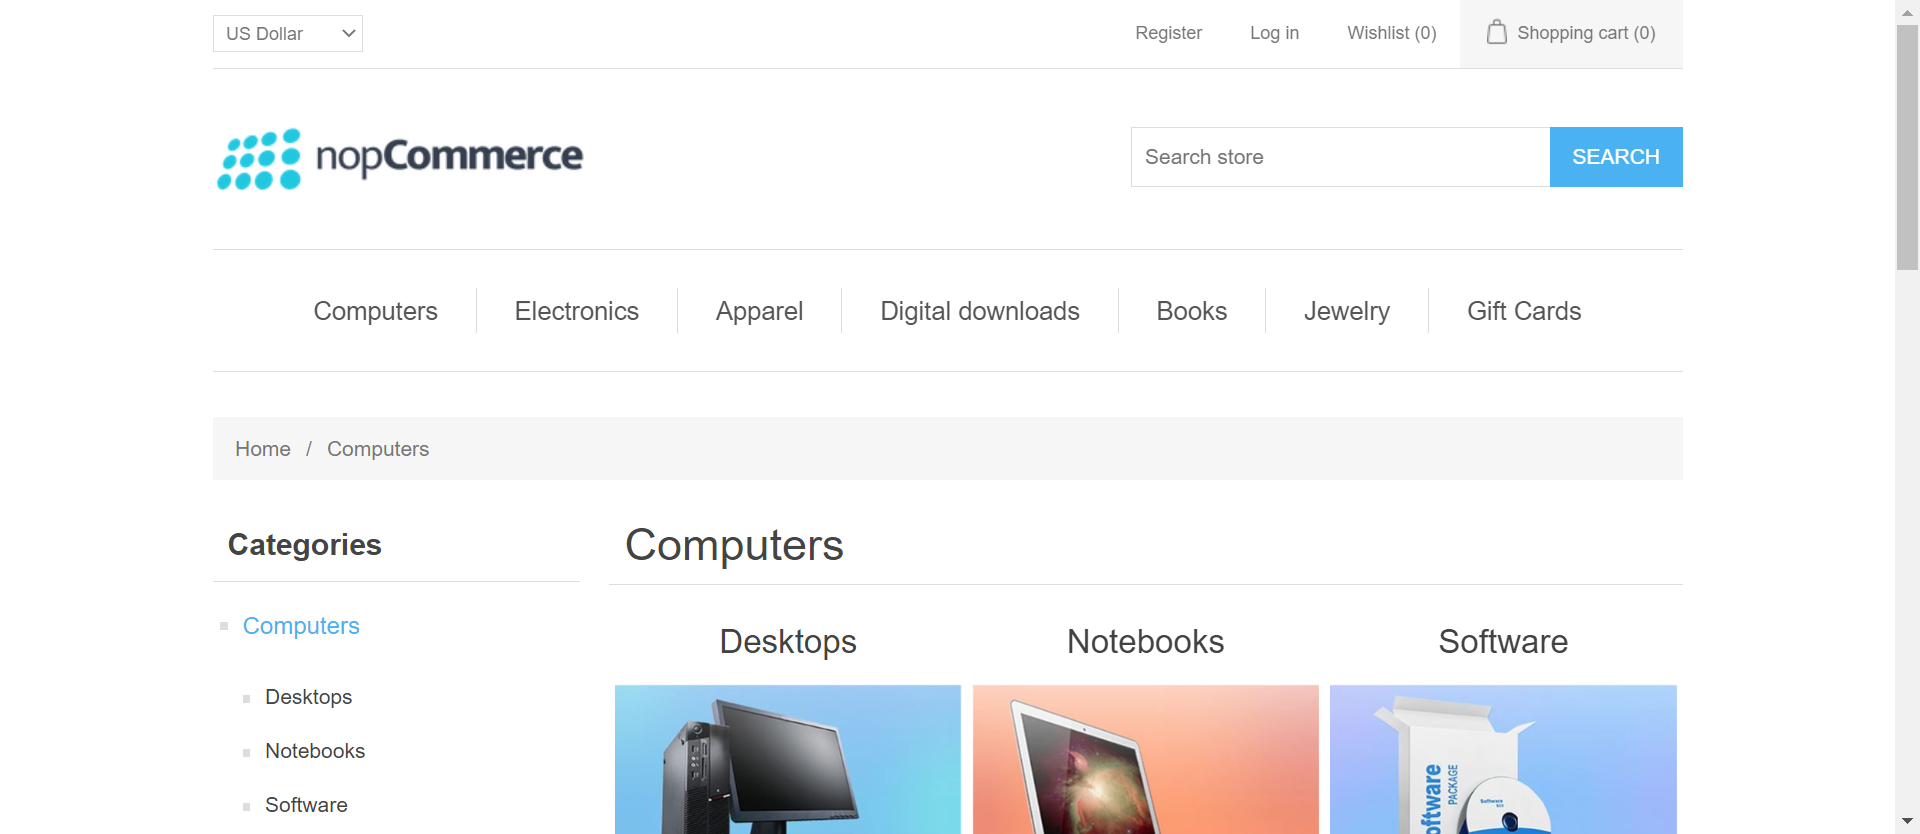 US Dollar
Register
Log in
Wishlist (0)
Shopping cart (0)
nopCommerce
Search store
SEARCH
Computers
Electronics
Apparel
Digital downloads
Books
Jewelry
Gift Cards
Home / Computers
Categories
Computers
Desktops
Notebooks
Software
Computers
Desktops
Notebooks
Software
PACKAGE
Software